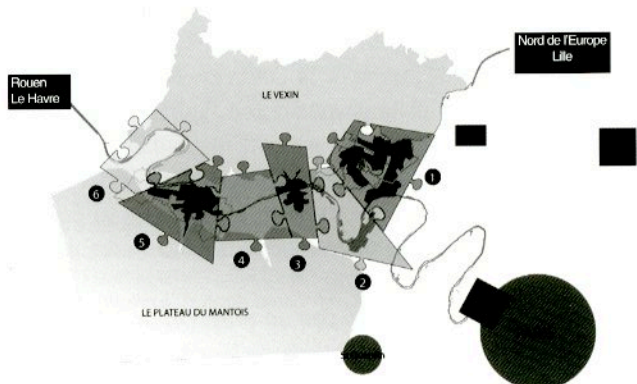 Nord de l'Europe
Lille
Rouen
Le Havre
LE VEXIN
1
6
5
4
3
2
LE PLATEAU DU MANTOIS